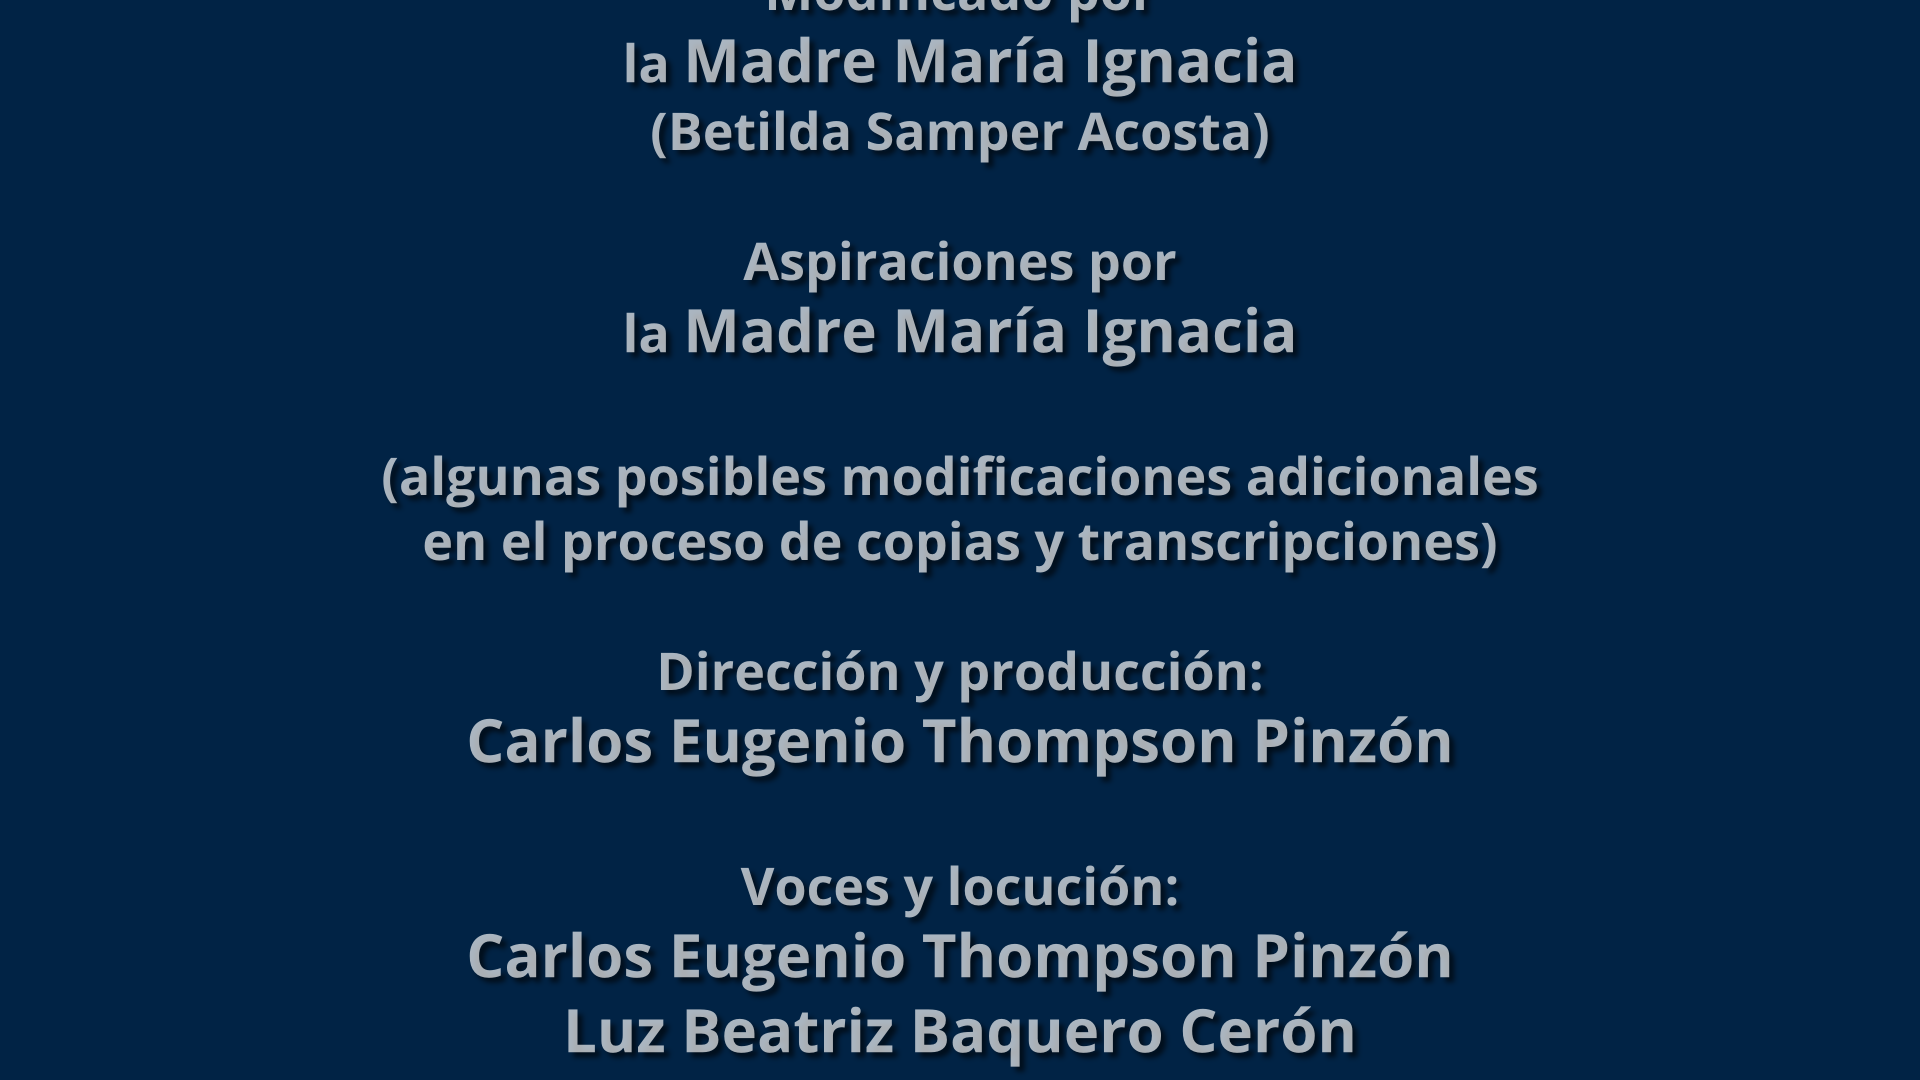 Modificado por
la Madre María Ignacia
(Betilda Samper Acosta)
Aspiraciones por
la Madre María Ignacia
(algunas posibles modificaciones adicionales
en el proceso de copias y transcripciones)
Dirección y producción:
Carlos Eugenio Thompson Pinzón
Voces y locución:
Carlos Eugenio Thompson Pinzón
Luz Beatriz Baquero Cerón